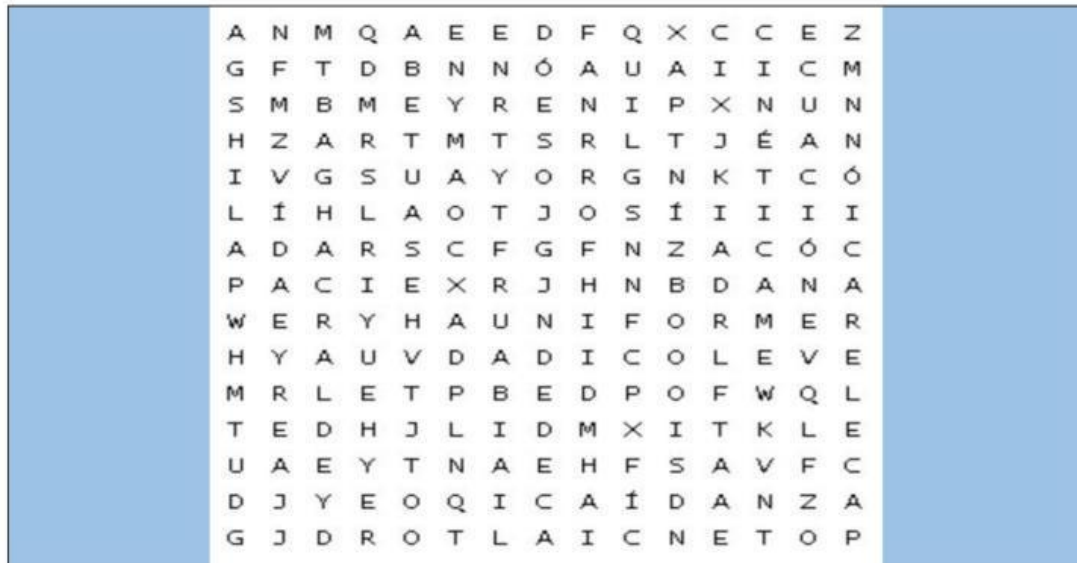 A N M Q A E E D F Q X C C E Z
G F T D B N N Ó A U A I I C M
S M B M E Y R E N I P X N U N
H Z A R T M T S R L T J É A N
I V G S U A Y O R G N K T C Ó
L Í H L A O T J O S Í I I I I
A D A R S C F G F N Z A C Ó C
P A C I E X R J H N B D A N A
W E R Y H A U N I F O R M E R
H Y A U V D A D I C O L E V E
M R L E T P B E D P O F W Q L
T E D H J L I D M X I T K L E
U A E Y T N A E H F S A V F C
D J Y E O Q I C A Í D A N Z A
G J D R O T L A I C N E T O P